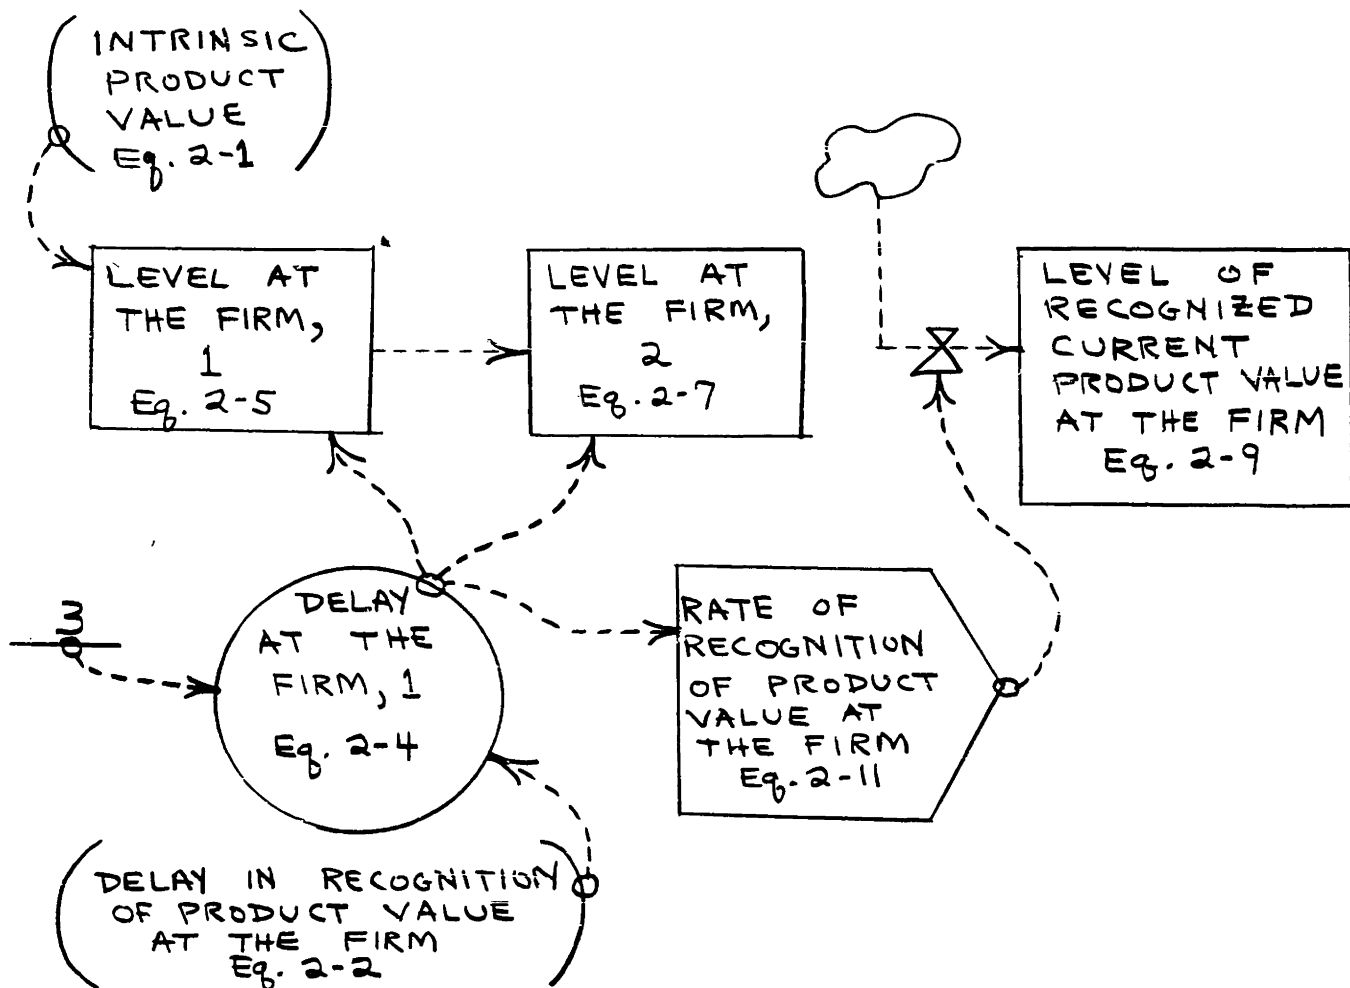 INTRINSIC
PRODUCT
VALUE
Eq. 2-1
LEVEL AT
THE FIRM,
1
Eq. 2-5
LEVEL AT
THE FIRM,
2
Eq. 2-7
LEVEL OF
RECOGNIZED
CURRENT
PRODUCT VALUE
AT THE FIRM
Eq. 2-9
DELAY
AT THE
FIRM, 1
Eq. 2-4
RATE OF
RECOGNITION
OF PRODUCT
VALUE AT
THE FIRM
Eq. 2-11
DELAY IN RECOGNITION
OF PRODUCT VALUE
AT THE FIRM
Eq. 2-2